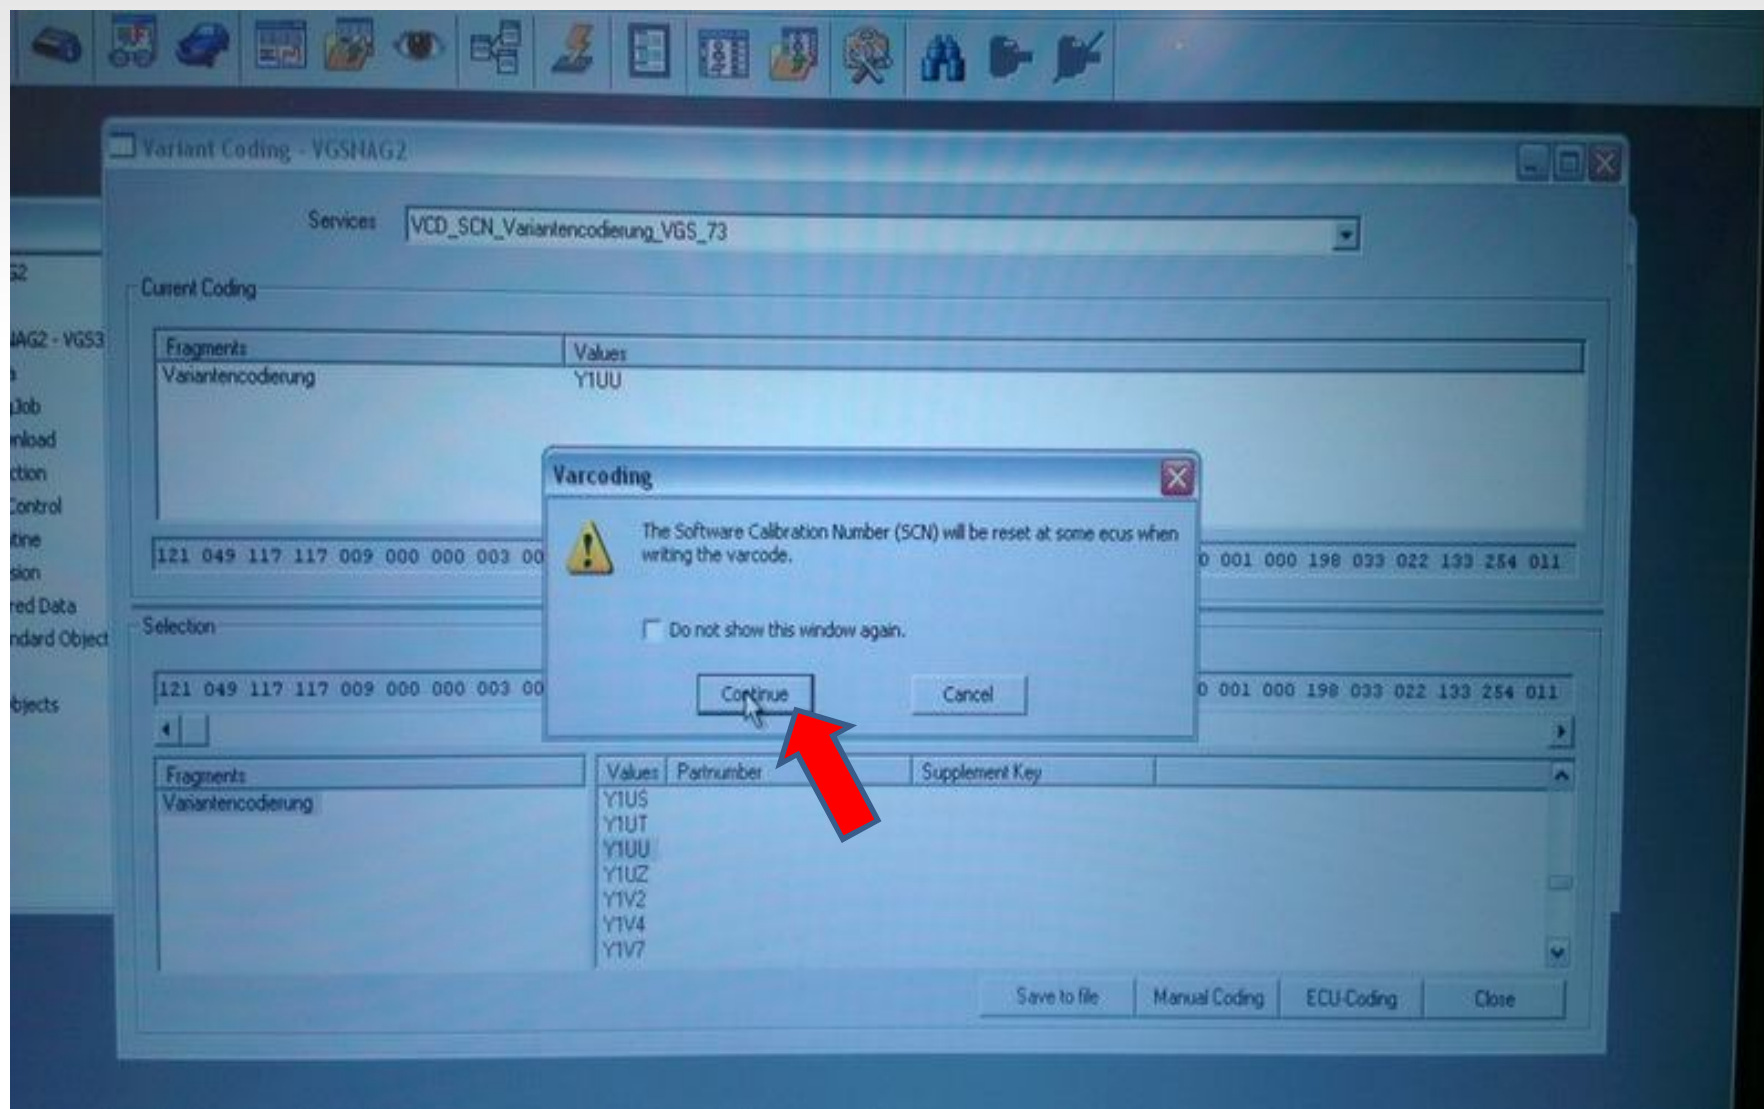 Variant Coding - VGSNAG2
Services VCD_SCN_Variantencodierung_VGS_73
Current Coding
Fragments Values
Variantencodierung Y1UU
121 049 117 117 009 000 000 003 00
0 001 000 198 033 022 133 254 011
Selection
121 049 117 117 009 000 000 003 00
0 001 000 198 033 022 133 254 011
Fragments
Variantencodierung
Values Partnumber Supplement Key
Y1US
Y1UT
Y1UU
Y1UZ
Y1V2
Y1V4
Y1V7
Save to file Manual Coding ECU-Coding Close
Varcoding
The Software Calibration Number (SCN) will be reset at some ecus when
writing the varcode.
Do not show this window again.
Continue Cancel
G2
NAG2 - VGS3
Job
nload
ction
Control
tine
sion
red Data
ndard Object
bjects